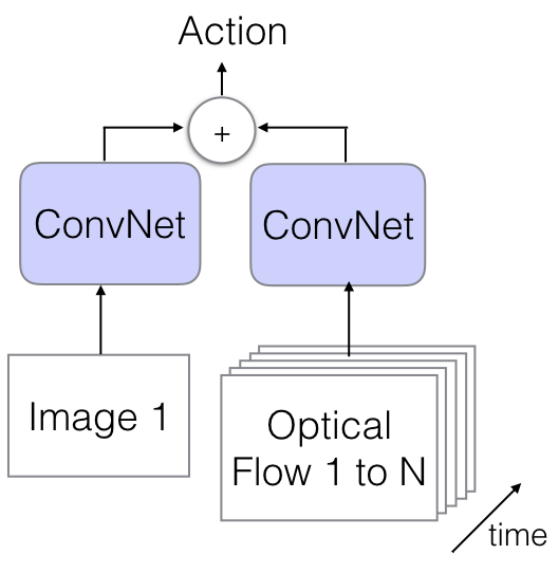 Action
+
ConvNet
ConvNet
Image 1
Optical
Flow 1 to N
time